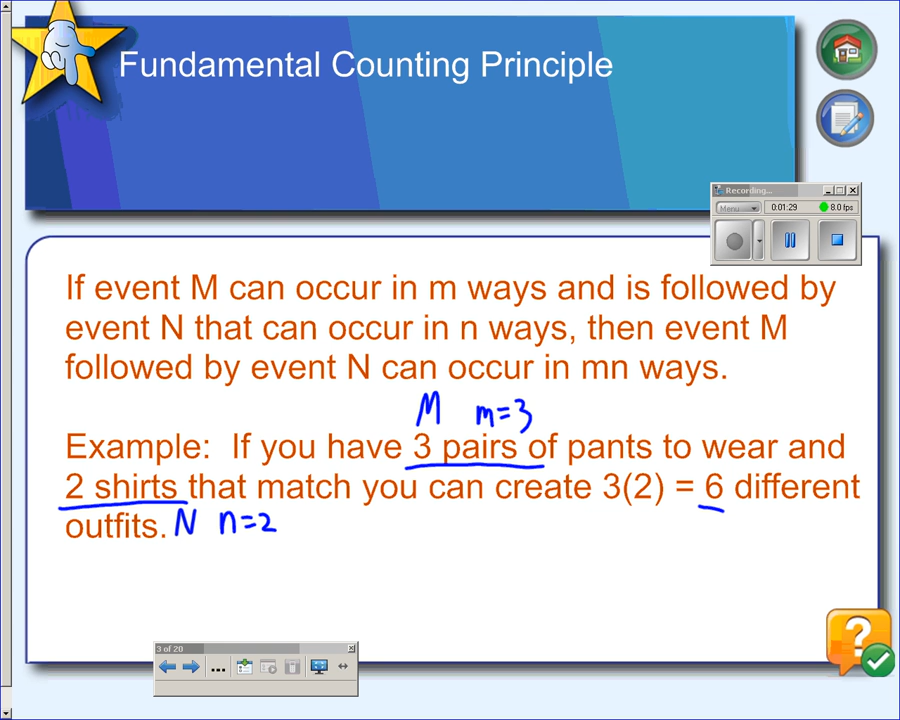 Fundamental Counting Principle
Recording...
Menu
0:01:29
8.0 fps
If event M can occur in m ways and is followed by
event N that can occur in n ways, then event M
followed by event N can occur in mn ways.
M m=3
Example: If you have 3 pairs of pants to wear and
2 shirts that match you can create 3(2) = 6 different
outfits. N n=2
3 of 20